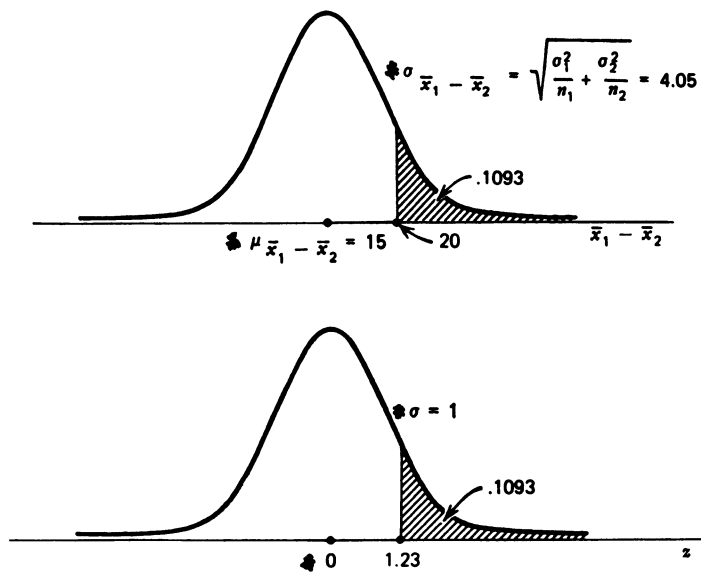 σ x̄₁ − x̄₂ = √(σ₁²/n₁ + σ₂²/n₂) = 4.05
.1093
μ x̄₁ − x̄₂ = 15
20
x̄₁ − x̄₂
σ = 1
.1093
0
1.23
z